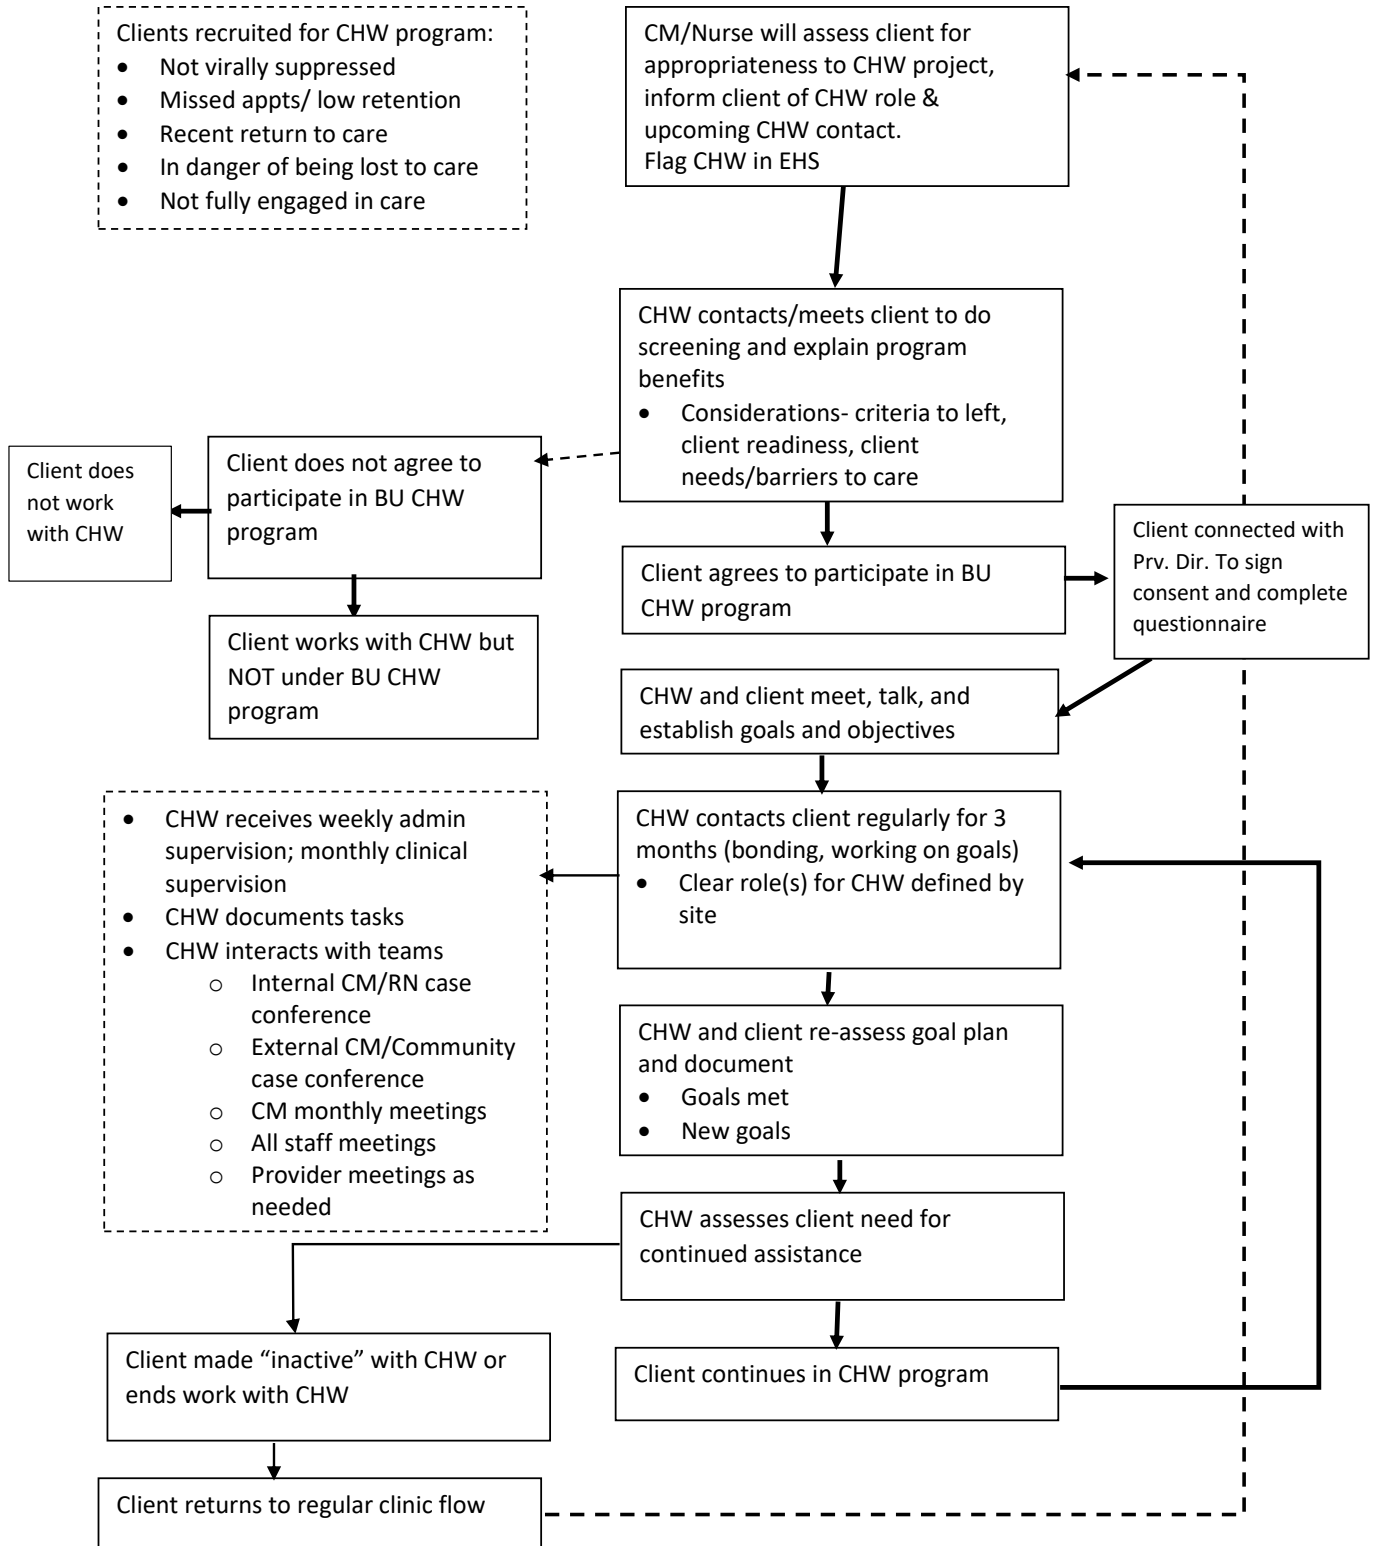 Clients recruited for CHW program:
• Not virally suppressed
• Missed appts/ low retention
• Recent return to care
• In danger of being lost to care
• Not fully engaged in care
CM/Nurse will assess client for
appropriateness to CHW project,
inform client of CHW role &
upcoming CHW contact.
Flag CHW in EHS
CHW contacts/meets client to do
screening and explain program
benefits
• Considerations- criteria to left,
client readiness, client
needs/barriers to care
Client does not agree to
participate in BU CHW
program
Client does
not work
with CHW
Client works with CHW but
NOT under BU CHW
program
Client agrees to participate in BU
CHW program
Client connected with
Prv. Dir. To sign
consent and complete
questionnaire
CHW and client meet, talk, and
establish goals and objectives
CHW contacts client regularly for 3
months (bonding, working on goals)
• Clear role(s) for CHW defined by
site
• CHW receives weekly admin
supervision; monthly clinical
supervision
• CHW documents tasks
• CHW interacts with teams
o Internal CM/RN case
conference
o External CM/Community
case conference
o CM monthly meetings
o All staff meetings
o Provider meetings as
needed
CHW and client re-assess goal plan
and document
• Goals met
• New goals
CHW assesses client need for
continued assistance
Client made “inactive” with CHW or
ends work with CHW
Client continues in CHW program
Client returns to regular clinic flow